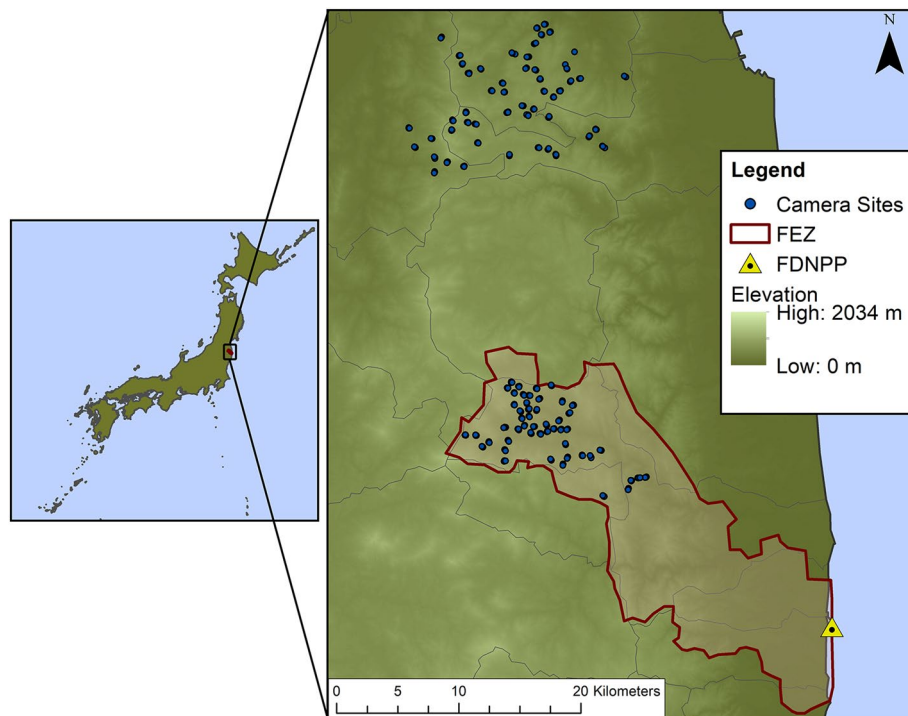 N
Legend
Camera Sites
FEZ
FDNPP
Elevation
High: 2034 m
Low: 0 m
0 5 10 20 Kilometers